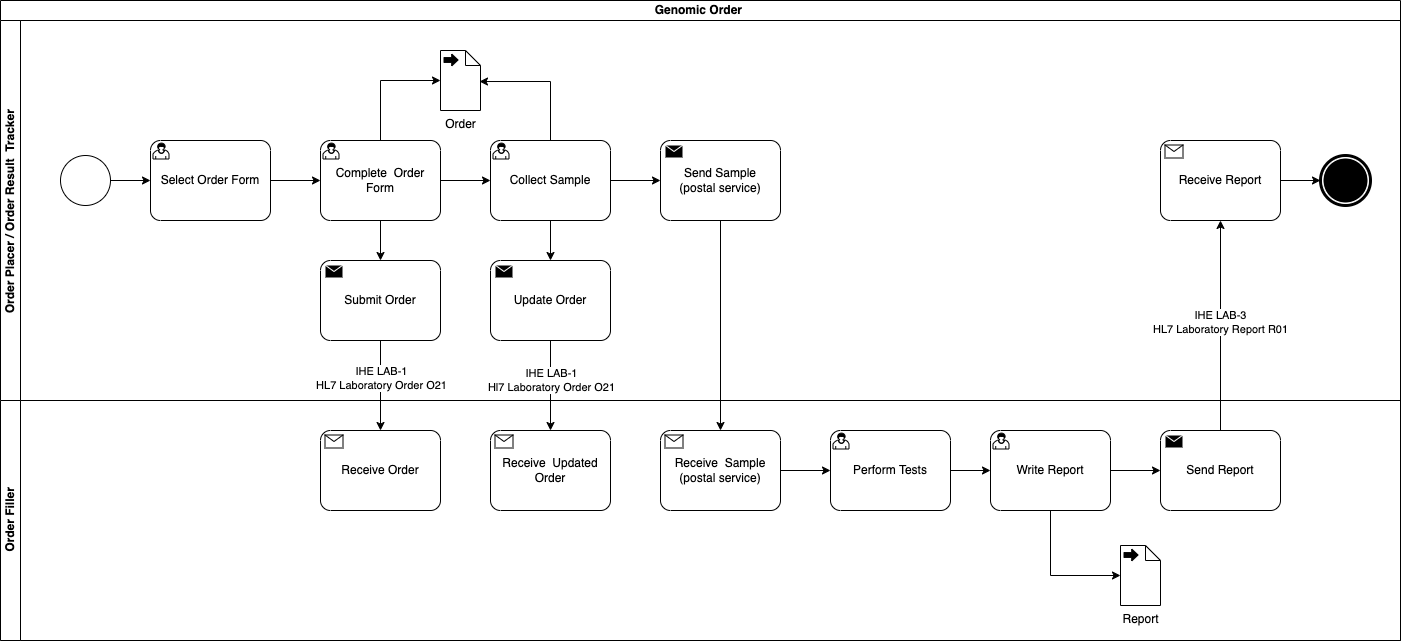 Genomic Order
Order Placer / Order Result  Tracker
Order
Select Order Form
Complete  Order
Form
Collect Sample
Send Sample
(postal service)
Receive Report
Submit Order
Update Order
IHE LAB-1
HL7 Laboratory Order O21
IHE LAB-1
Hl7 Laboratory Order O21
IHE LAB-3
HL7 Laboratory Report R01
Order Filler
Receive Order
Receive  Updated
Order
Receive  Sample
(postal service)
Perform Tests
Write Report
Send Report
Report